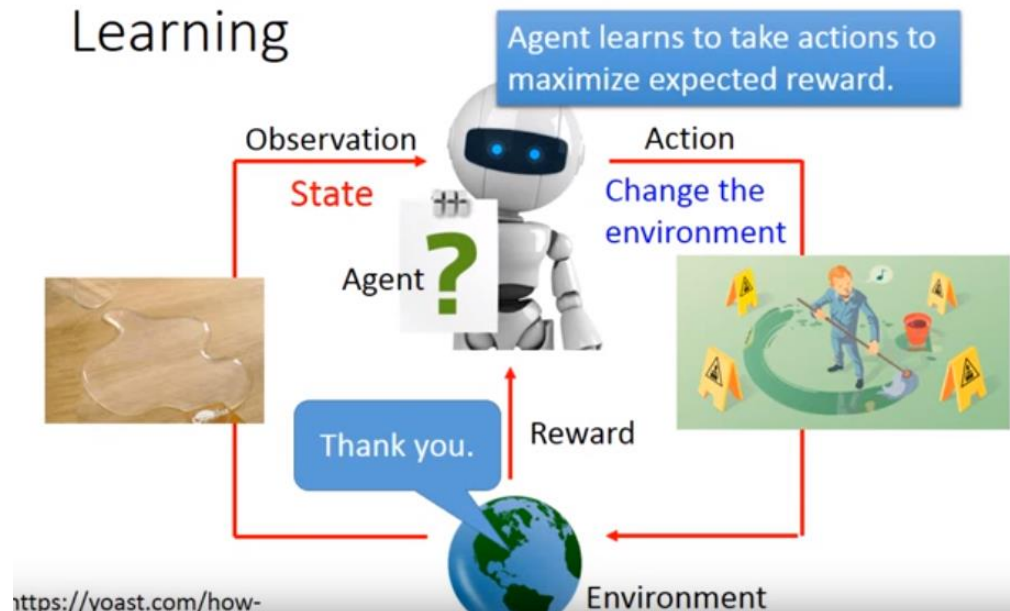 Learning
Agent learns to take actions to
maximize expected reward.
Observation
Action
State
Change the
environment
Agent
?
Thank you.
Reward
Environment
https://yoast.com/how-